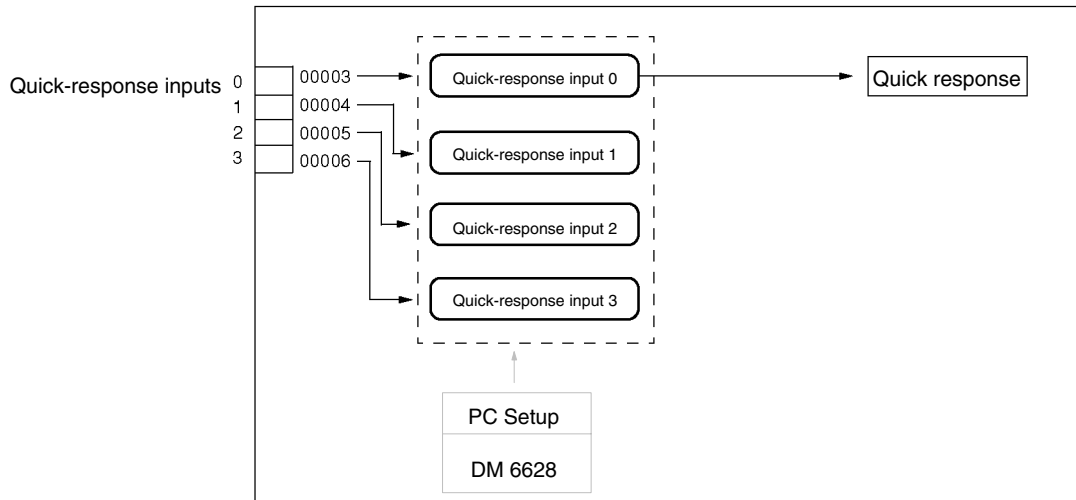 Quick-response inputs
0
00003
1
00004
2
00005
3
00006
Quick-response input 0
Quick-response input 1
Quick-response input 2
Quick-response input 3
Quick response
PC Setup
DM 6628